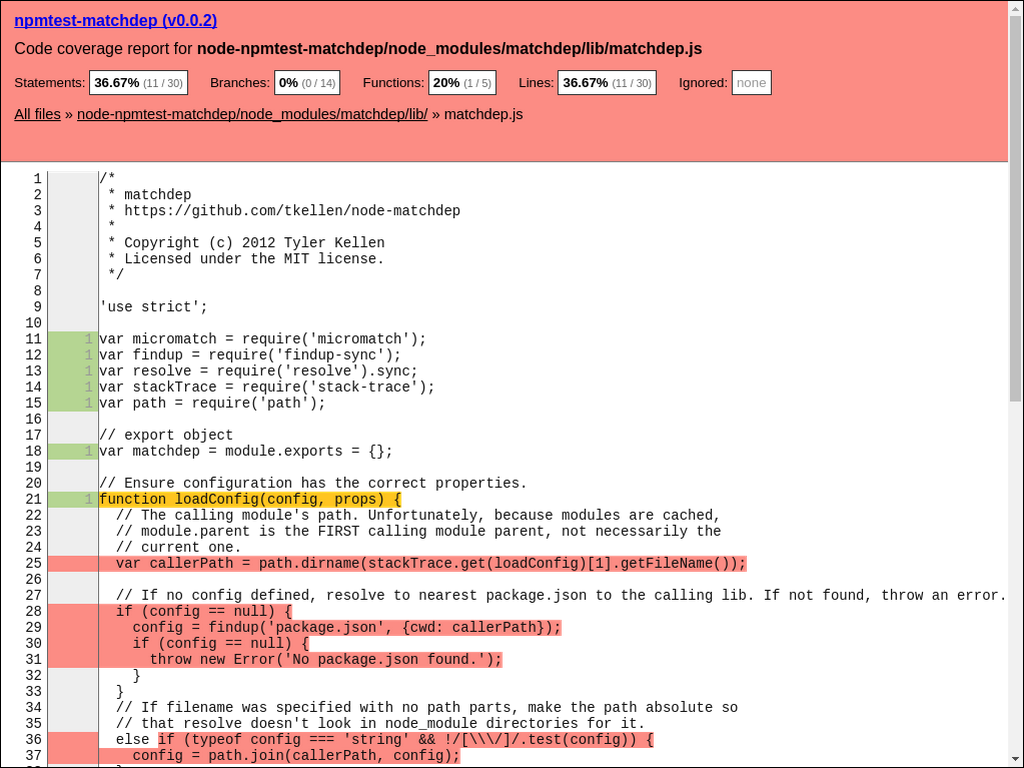 npmtest-matchdep (v0.0.2)
Code coverage report for node-npmtest-matchdep/node_modules/matchdep/lib/matchdep.js
Statements: 36.67% (11 / 30) Branches: 0% (0 / 14) Functions: 20% (1 / 5) Lines: 36.67% (11 / 30) Ignored: none
All files » node-npmtest-matchdep/node_modules/matchdep/lib/ » matchdep.js
1 /*
2  * matchdep
3  * https://github.com/tkellen/node-matchdep
4  *
5  * Copyright (c) 2012 Tyler Kellen
6  * Licensed under the MIT license.
7  */
8
9 'use strict';
10
11 1 var micromatch = require('micromatch');
12 1 var findup = require('findup-sync');
13 1 var resolve = require('resolve').sync;
14 1 var stackTrace = require('stack-trace');
15 1 var path = require('path');
16
17 // export object
18 1 var matchdep = module.exports = {};
19
20 // Ensure configuration has the correct properties.
21 1 function loadConfig(config, props) {
22   // The calling module's path. Unfortunately, because modules are cached,
23   // module.parent is the FIRST calling module parent, not necessarily the
24   // current one.
25   var callerPath = path.dirname(stackTrace.get(loadConfig)[1].getFileName());
26
27   // If no config defined, resolve to nearest package.json to the calling lib. If not found, throw an error.
28   if (config == null) {
29     config = findup('package.json', {cwd: callerPath});
30     if (config == null) {
31       throw new Error('No package.json found.');
32     }
33   }
34   // If filename was specified with no path parts, make the path absolute so
35   // that resolve doesn't look in node_module directories for it.
36   else if (typeof config === 'string' && !/[\\\/]/.test(config)) {
37     config = path.join(callerPath, config);